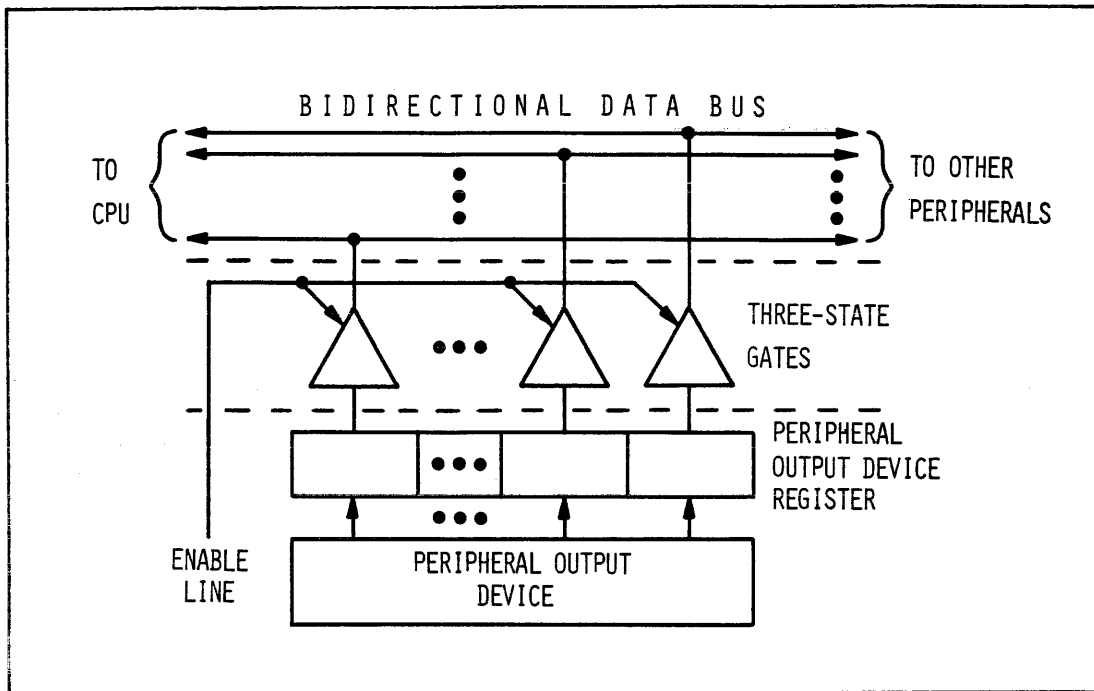 BIDIRECTIONAL DATA BUS
TO
CPU
TO OTHER
PERIPHERALS
THREE-STATE
GATES
PERIPHERAL
OUTPUT DEVICE
REGISTER
ENABLE
LINE
PERIPHERAL OUTPUT
DEVICE